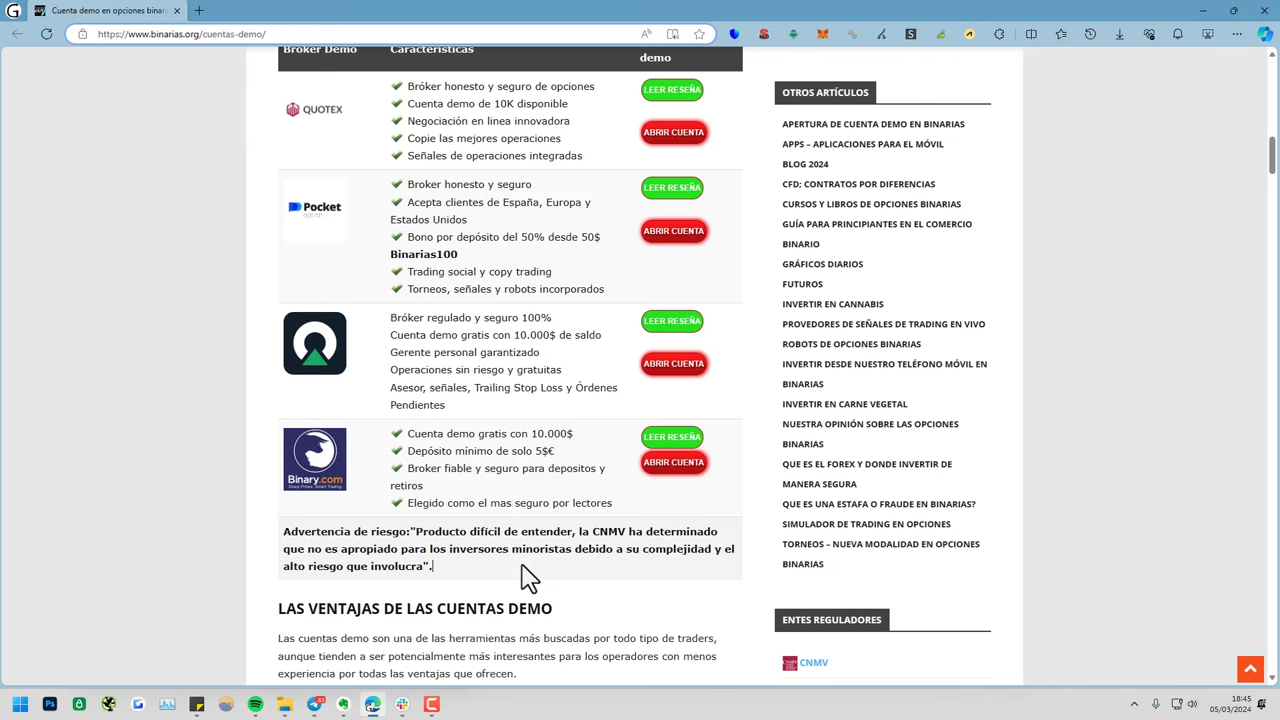 Cuenta demo en opciones binar
https://www.binarias.org/cuentas-demo/
Broker Demo
Características
demo
QUOTEX
Bróker honesto y seguro de opciones
Cuenta demo de 10K disponible
Negociación en linea innovadora
Copie las mejores operaciones
Señales de operaciones integradas
LEER RESEÑA
ABRIR CUENTA
Pocket
option
Broker honesto y seguro
Acepta clientes de España, Europa y
Estados Unidos
Bono por depósito del 50% desde 50$
Binarias100
Trading social y copy trading
Torneos, señales y robots incorporados
LEER RESEÑA
ABRIR CUENTA
Bróker regulado y seguro 100%
Cuenta demo gratis con 10.000$ de saldo
Gerente personal garantizado
Operaciones sin riesgo y gratuitas
Asesor, señales, Trailing Stop Loss y Órdenes
Pendientes
LEER RESEÑA
ABRIR CUENTA
Binary.com
Cuenta demo gratis con 10.000$
Depósito mínimo de solo 5$€
Broker fiable y seguro para depositos y
retiros
Elegido como el mas seguro por lectores
LEER RESEÑA
ABRIR CUENTA
Advertencia de riesgo:"Producto difícil de entender, la CNMV ha determinado
que no es apropiado para los inversores minoristas debido a su complejidad y el
alto riesgo que involucra".
LAS VENTAJAS DE LAS CUENTAS DEMO
Las cuentas demo son una de las herramientas más buscadas por todo tipo de traders,
aunque tienden a ser potencialmente más interesantes para los operadores con menos
experiencia por todas las ventajas que ofrecen.
OTROS ARTÍCULOS
APERTURA DE CUENTA DEMO EN BINARIAS
APPS – APLICACIONES PARA EL MÓVIL
BLOG 2024
CFD; CONTRATOS POR DIFERENCIAS
CURSOS Y LIBROS DE OPCIONES BINARIAS
GUÍA PARA PRINCIPIANTES EN EL COMERCIO
BINARIO
GRÁFICOS DIARIOS
FUTUROS
INVERTIR EN CANNABIS
PROVEDORES DE SEÑALES DE TRADING EN VIVO
ROBOTS DE OPCIONES BINARIAS
INVERTIR DESDE NUESTRO TELÉFONO MÓVIL EN
BINARIAS
INVERTIR EN CARNE VEGETAL
NUESTRA OPINIÓN SOBRE LAS OPCIONES
BINARIAS
QUE ES EL FOREX Y DONDE INVERTIR DE
MANERA SEGURA
QUE ES UNA ESTAFA O FRAUDE EN BINARIAS?
SIMULADOR DE TRADING EN OPCIONES
TORNEOS – NUEVA MODALIDAD EN OPCIONES
BINARIAS
ENTES REGULADORES
CNMV
18:45
05/03/2024